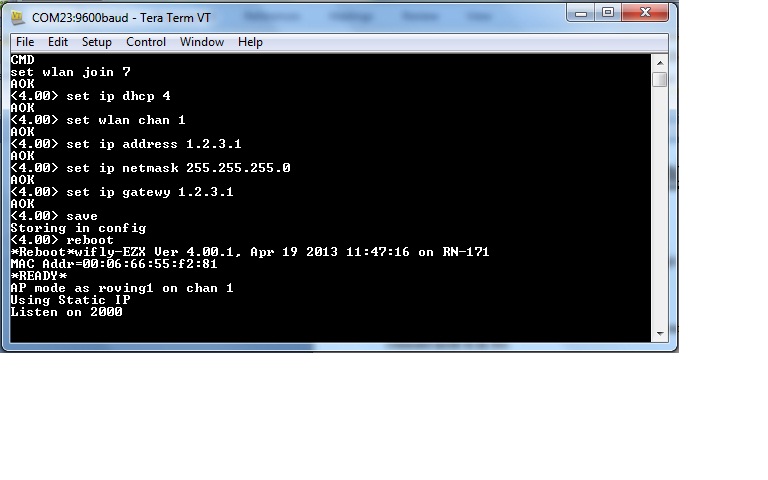 COM23:9600baud - Tera Term VT
File Edit Setup Control Window Help
CMD
set wlan join 7
AOK
<4.00> set ip dhcp 4
AOK
<4.00> set wlan chan 1
AOK
<4.00> set ip address 1.2.3.1
AOK
<4.00> set ip netmask 255.255.255.0
AOK
<4.00> set ip gatewy 1.2.3.1
AOK
<4.00> save
Storing in config
<4.00> reboot
*Reboot*wifly-EZX Ver 4.00.1, Apr 19 2013 11:47:16 on RN-171
MAC Addr=00:06:66:55:f2:81
*READY*
AP mode as roving1 on chan 1
Using Static IP
Listen on 2000